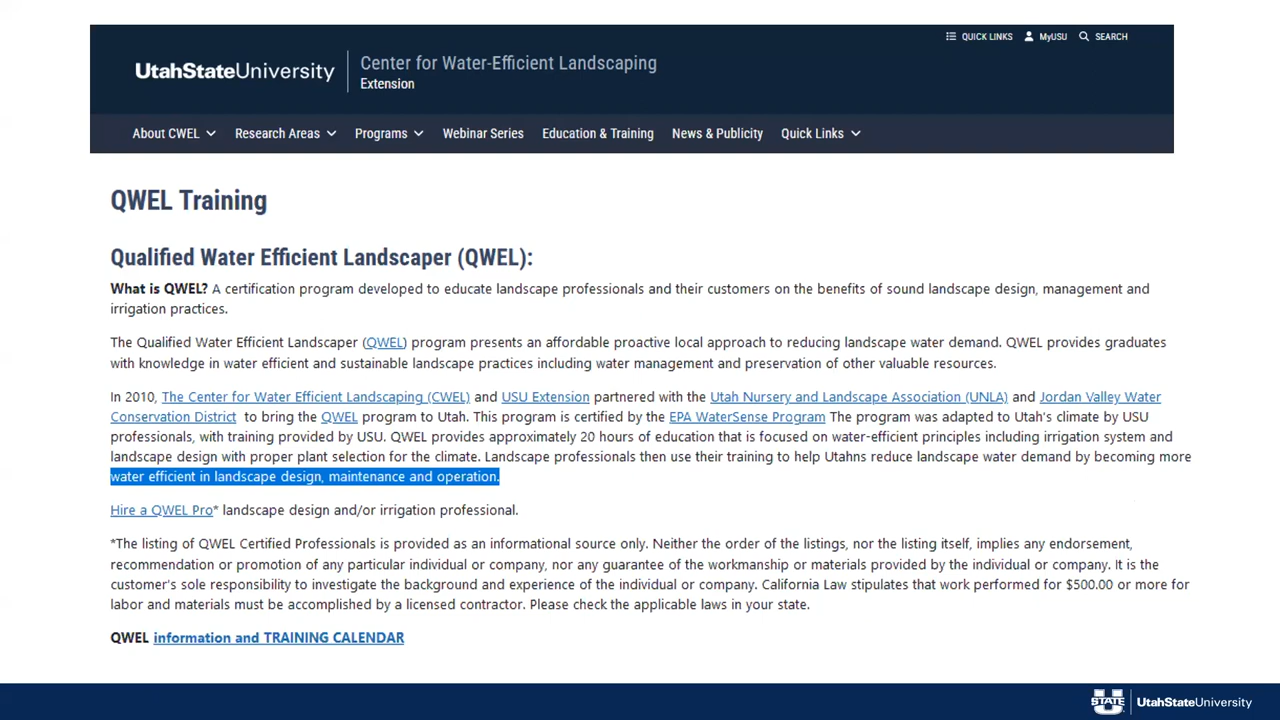 QUICK LINKS MyUSU SEARCH
UtahStateUniversity Center for Water-Efficient Landscaping
Extension
About CWEL Research Areas Programs Webinar Series Education & Training News & Publicity Quick Links
QWEL Training
Qualified Water Efficient Landscaper (QWEL):
What is QWEL? A certification program developed to educate landscape professionals and their customers on the benefits of sound landscape design, management and
irrigation practices.
The Qualified Water Efficient Landscaper (QWEL) program presents an affordable proactive local approach to reducing landscape water demand. QWEL provides graduates
with knowledge in water efficient and sustainable landscape practices including water management and preservation of other valuable resources.
In 2010, The Center for Water Efficient Landscaping (CWEL) and USU Extension partnered with the Utah Nursery and Landscape Association (UNLA) and Jordan Valley Water
Conservation District to bring the QWEL program to Utah. This program is certified by the EPA WaterSense Program The program was adapted to Utah's climate by USU
professionals, with training provided by USU. QWEL provides approximately 20 hours of education that is focused on water-efficient principles including irrigation system and
landscape design with proper plant selection for the climate. Landscape professionals then use their training to help Utahns reduce landscape water demand by becoming more
water efficient in landscape design, maintenance and operation.
Hire a QWEL Pro* landscape design and/or irrigation professional.
*The listing of QWEL Certified Professionals is provided as an informational source only. Neither the order of the listings, nor the listing itself, implies any endorsement,
recommendation or promotion of any particular individual or company, nor any guarantee of the workmanship or materials provided by the individual or company. It is the
customer's sole responsibility to investigate the background and experience of the individual or company. California Law stipulates that work performed for $500.00 or more for
labor and materials must be accomplished by a licensed contractor. Please check the applicable laws in your state.
QWEL information and TRAINING CALENDAR
U STATE UtahStateUniversity